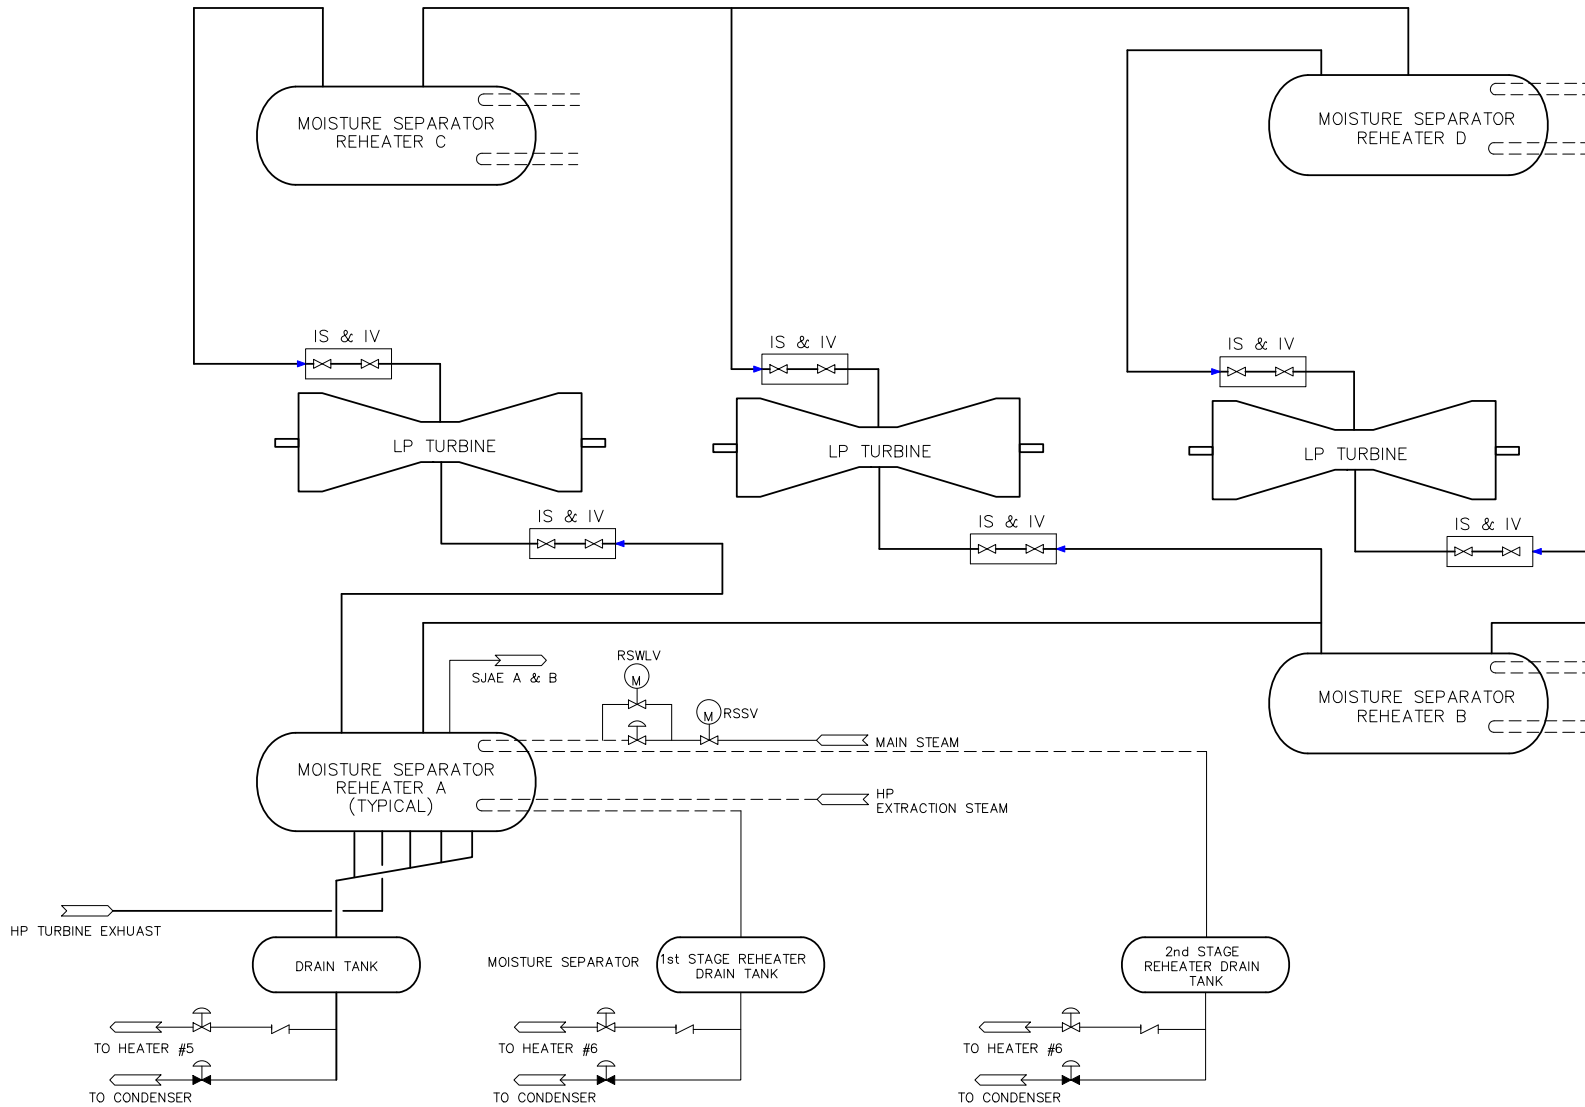 MOISTURE SEPARATOR
REHEATER C
MOISTURE SEPARATOR
REHEATER D
IS & IV
IS & IV
IS & IV
LP TURBINE
LP TURBINE
LP TURBINE
IS & IV
IS & IV
IS & IV
RSWLV
M
SJAE A & B
M
RSSV
MOISTURE SEPARATOR
REHEATER B
MAIN STEAM
MOISTURE SEPARATOR
REHEATER A
(TYPICAL)
HP
EXTRACTION STEAM
HP TURBINE EXHUAST
DRAIN TANK
MOISTURE SEPARATOR
1st STAGE REHEATER
DRAIN TANK
2nd STAGE
REHEATER DRAIN
TANK
TO HEATER #5
TO HEATER #6
TO HEATER #6
TO CONDENSER
TO CONDENSER
TO CONDENSER